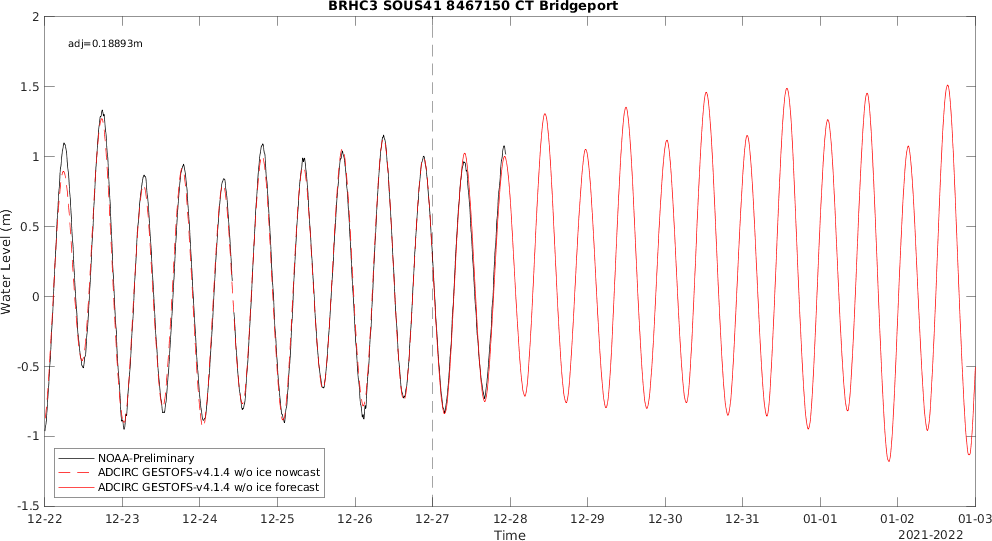 BRHC3 SOUS41 8467150 CT Bridgeport
adj=0.18893m
2
1.5
1
0.5
0
-0.5
-1
-1.5
Water Level (m)
NOAA-Preliminary
ADCIRC GESTOFS-v4.1.4 w/o ice nowcast
ADCIRC GESTOFS-v4.1.4 w/o ice forecast
12-22 12-23 12-24 12-25 12-26 12-27 12-28 12-29 12-30 12-31 01-01 01-02 01-03
Time
2021-2022